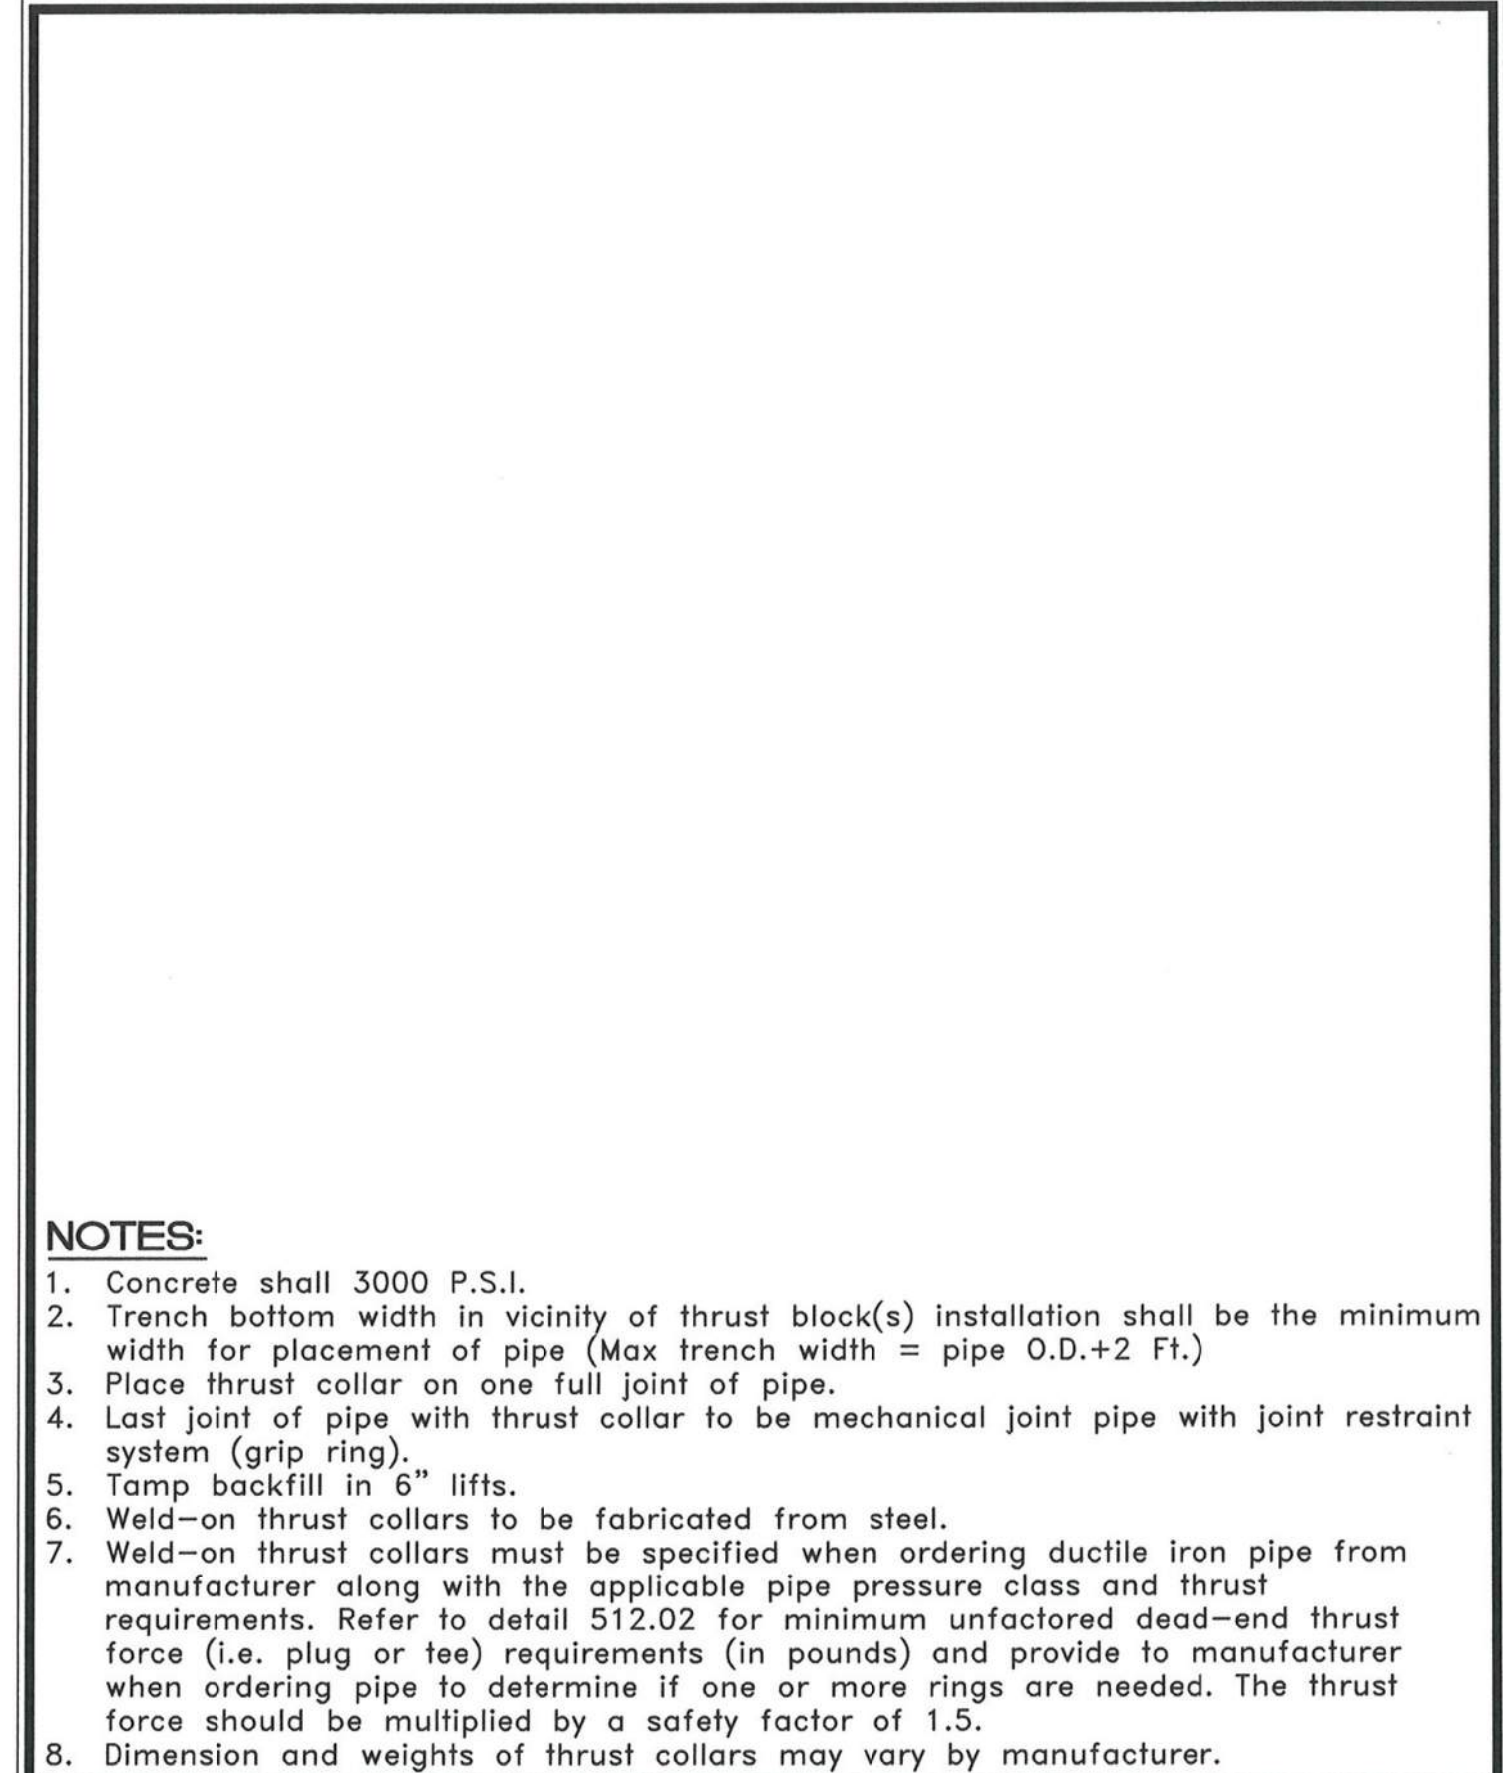 NOTES:
1. Concrete shall 3000 P.S.I.
2. Trench bottom width in vicinity of thrust block(s) installation shall be the minimum
width for placement of pipe (Max trench width = pipe O.D.+2 Ft.)
3. Place thrust collar on one full joint of pipe.
4. Last joint of pipe with thrust collar to be mechanical joint pipe with joint restraint
system (grip ring).
5. Tamp backfill in 6" lifts.
6. Weld-on thrust collars to be fabricated from steel.
7. Weld-on thrust collars must be specified when ordering ductile iron pipe from
manufacturer along with the applicable pipe pressure class and thrust
requirements. Refer to detail 512.02 for minimum unfactored dead-end thrust
force (i.e. plug or tee) requirements (in pounds) and provide to manufacturer
when ordering pipe to determine if one or more rings are needed. The thrust
force should be multiplied by a safety factor of 1.5.
8. Dimension and weights of thrust collars may vary by manufacturer.